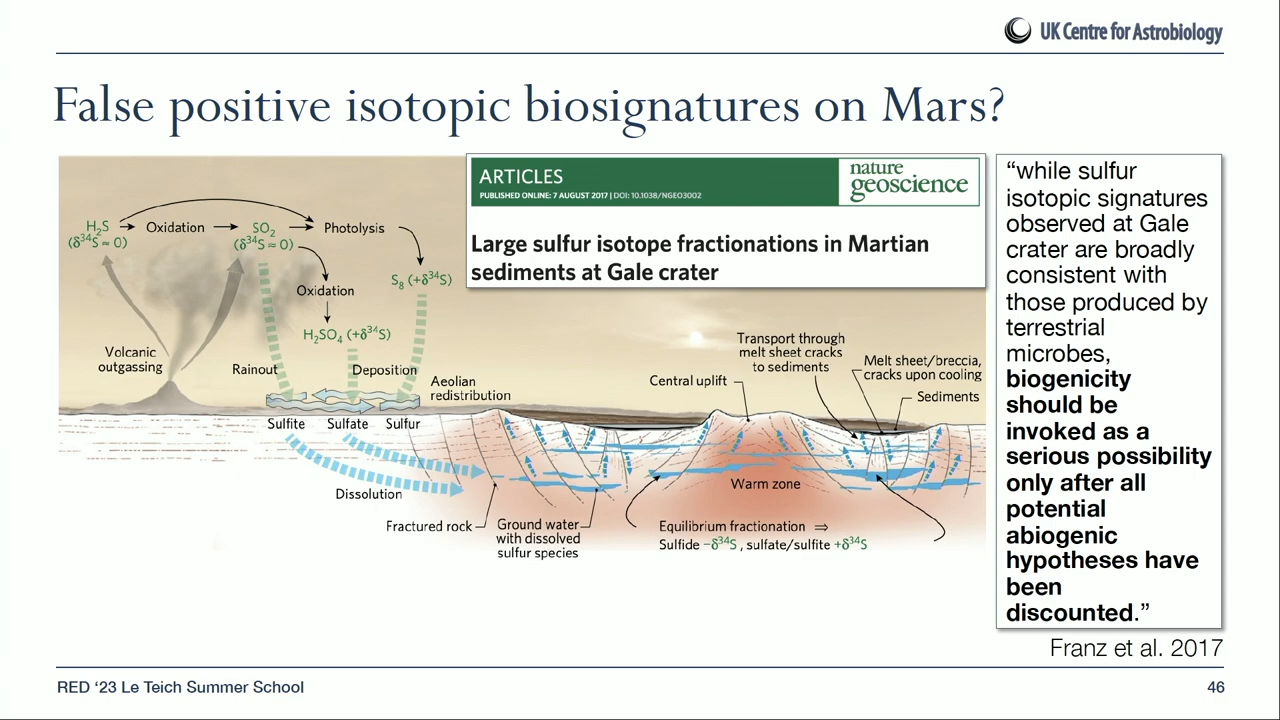 UK Centre for Astrobiology
False positive isotopic biosignatures on Mars?
ARTICLES
PUBLISHED ONLINE: 7 AUGUST 2017 | DOI: 10.1038/NGEO3002
nature
geoscience
Large sulfur isotope fractionations in Martian
sediments at Gale crater
H₂S
(δ³⁴S ≈ 0)
Oxidation
SO₂
(δ³⁴S ≈ 0)
Photolysis
Oxidation
S₈ (+δ³⁴S)
H₂SO₄ (+δ³⁴S)
Volcanic
outgassing
Rainout
Deposition
Aeolian
redistribution
Sulfite
Sulfate
Sulfur
Dissolution
Fractured rock
Ground water
with dissolved
sulfur species
Central uplift
Transport through
melt sheet cracks
to sediments
Melt sheet/breccia,
cracks upon cooling
Sediments
Warm zone
Equilibrium fractionation ⇒
Sulfide −δ³⁴S, sulfate/sulfite +δ³⁴S
“while sulfur
isotopic signatures
observed at Gale
crater are broadly
consistent with
those produced by
terrestrial
microbes,
biogenicity
should be
invoked as a
serious possibility
only after all
potential
abiogenic
hypotheses have
been
discounted.”
Franz et al. 2017
RED ‘23 Le Teich Summer School
46